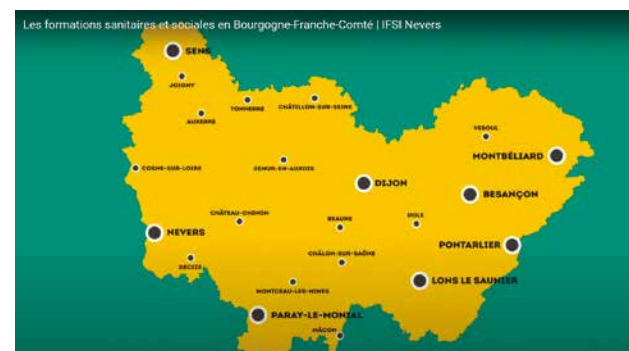 Les formations sanitaires et sociales en Bourgogne-Franche-Comté | IFSI Nevers
SENS
JOIGNY
TONNERRE
CHÂTILLON-SUR-SEINE
AUXERRE
VESOUL
MONTBÉLIARD
COSNE-SUR-LOIRE
SEMUR-EN-AUXOIS
DIJON
BESANÇON
CHÂTEAU-CHINON
BEAUNE
DOLE
NEVERS
PONTARLIER
CHÂLON-SUR-SAÔNE
DECIZE
LONS LE SAUNIER
MONTCEAU-LES-MINES
PARAY-LE-MONIAL
MÂCON